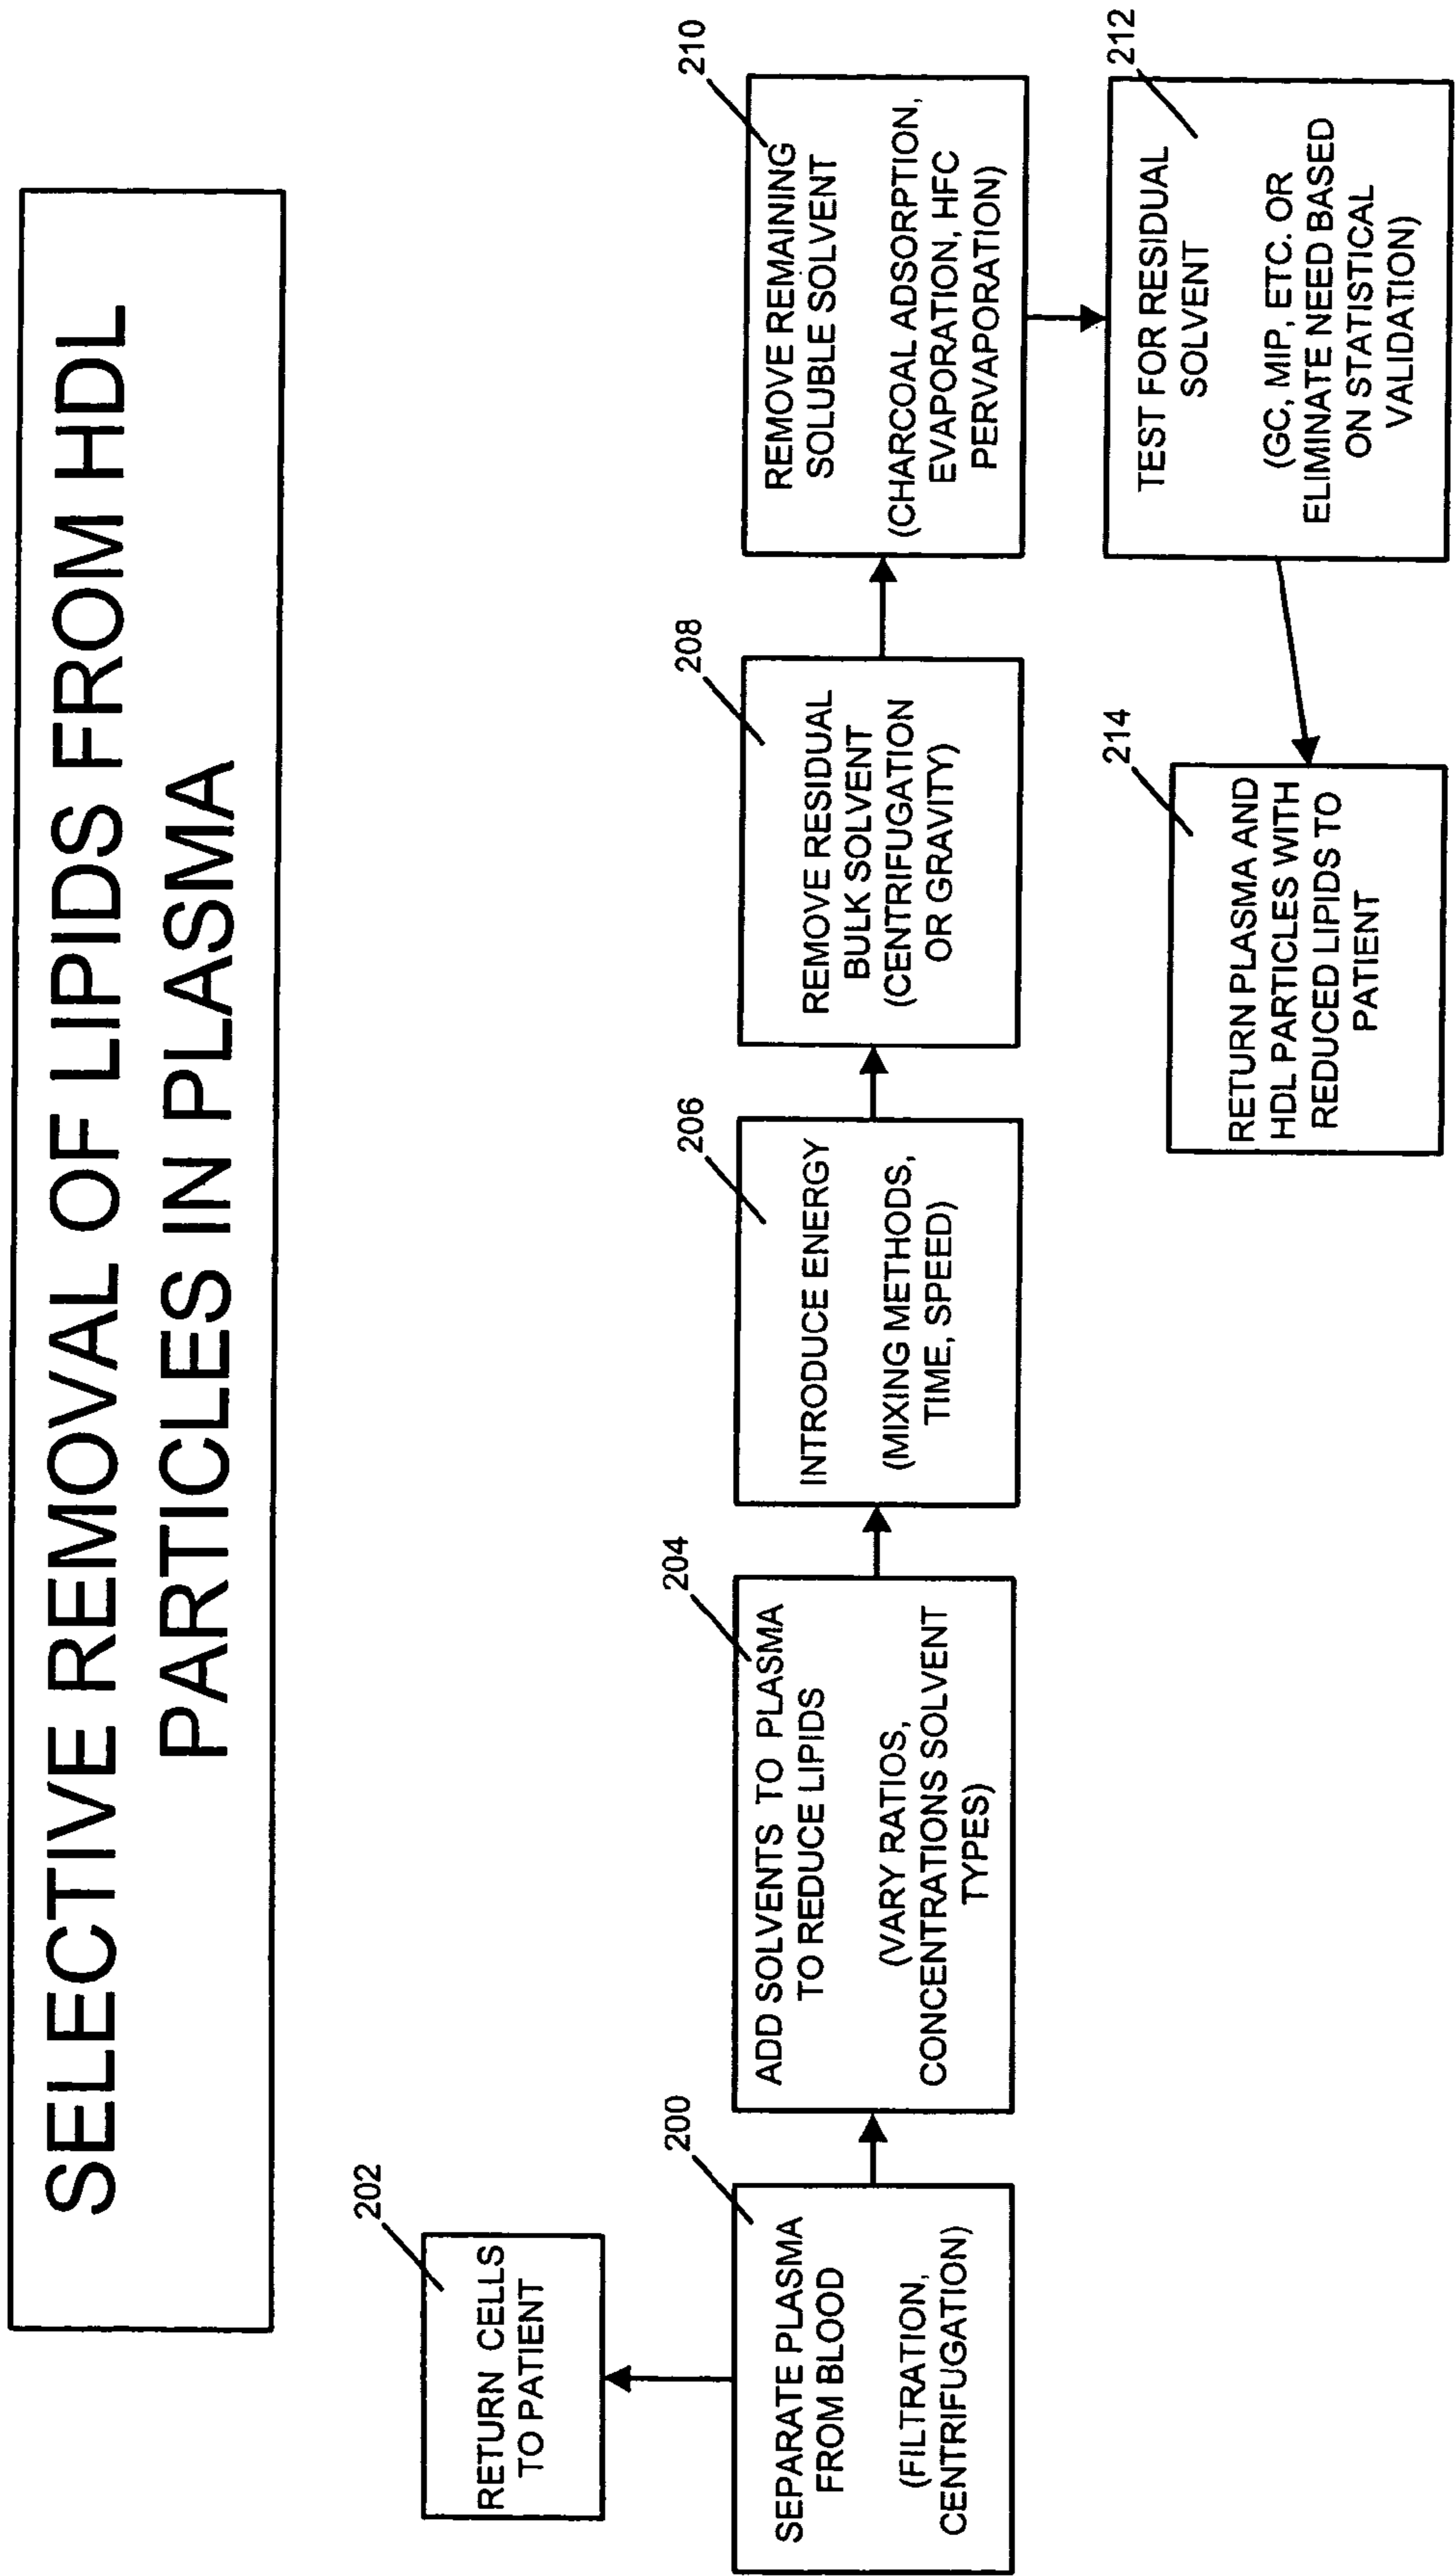 SELECTIVE REMOVAL OF LIPIDS FROM HDL
PARTICLES IN PLASMA
202
RETURN CELLS
TO PATIENT
200
SEPARATE PLASMA
FROM BLOOD
(FILTRATION,
CENTRIFUGATION)
204
ADD SOLVENTS TO PLASMA
TO REDUCE LIPIDS
(VARY RATIOS,
CONCENTRATIONS SOLVENT
TYPES)
206
INTRODUCE ENERGY
(MIXING METHODS,
TIME, SPEED)
208
REMOVE RESIDUAL
BULK SOLVENT
(CENTRIFUGATION
OR GRAVITY)
210
REMOVE REMAINING
SOLUBLE SOLVENT
(CHARCOAL ADSORPTION,
EVAPORATION, HFC
PERVAPORATION)
212
TEST FOR RESIDUAL
SOLVENT
(GC, MIP, ETC. OR
ELIMINATE NEED BASED
ON STATISTICAL
VALIDATION)
214
RETURN PLASMA AND
HDL PARTICLES WITH
REDUCED LIPIDS TO
PATIENT